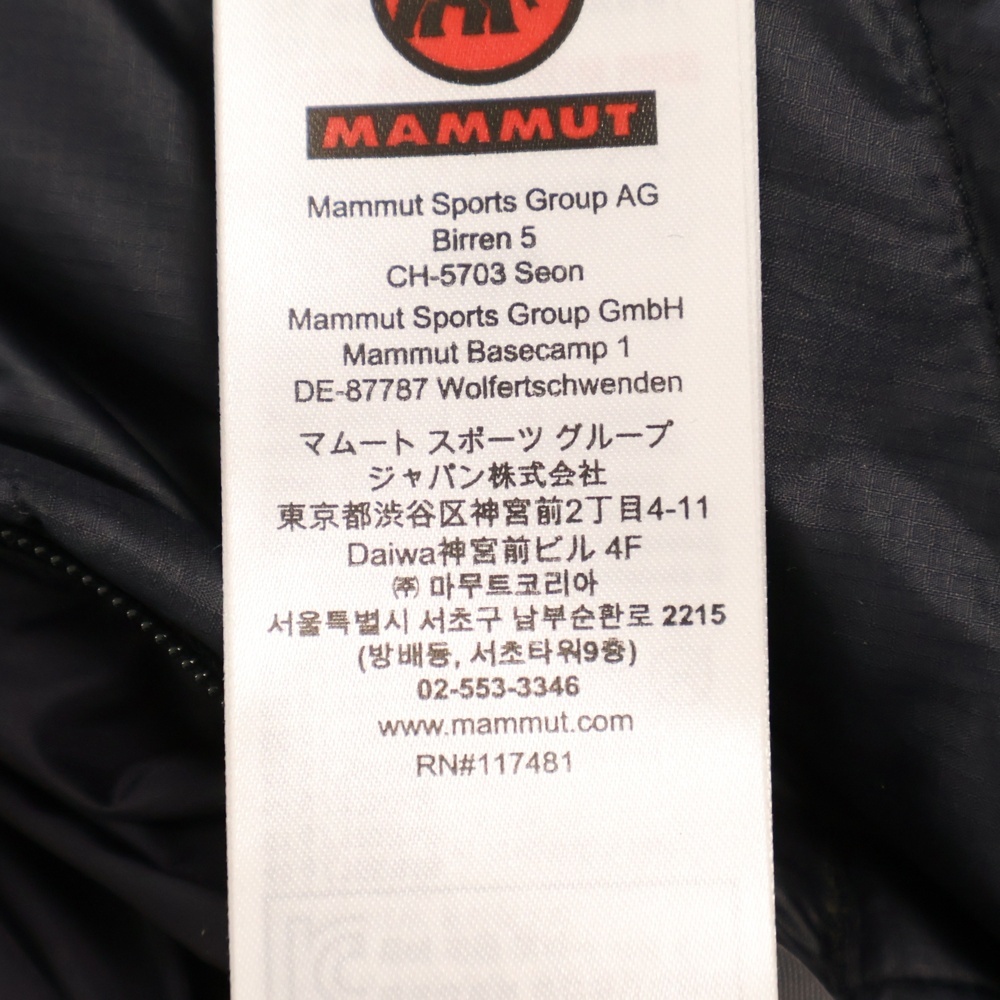 MAMMUT
Mammut Sports Group AG
Birren 5
CH-5703 Seon
Mammut Sports Group GmbH
Mammut Basecamp 1
DE-87787 Wolfertschwenden
マムート スポーツ グループ
ジャパン株式会社
東京都渋谷区神宮前2丁目4-11
Daiwa神宮前ビル 4F
㈜ 마무트코리아
서울특별시 서초구 남부순환로 2215
(방배동, 서초타워9층)
02-553-3346
www.mammut.com
RN#117481